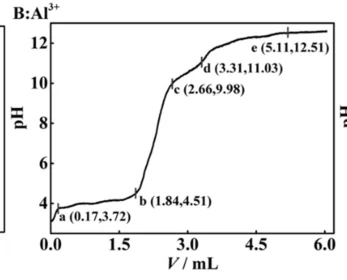 B:Al³⁺
12
10
8
6
4
pH
e (5.11,12.51)
d (3.31,11.03)
c (2.66,9.98)
b (1.84,4.51)
a (0.17,3.72)
0.0 1.5 3.0 4.5 6.0
V / mL
pH